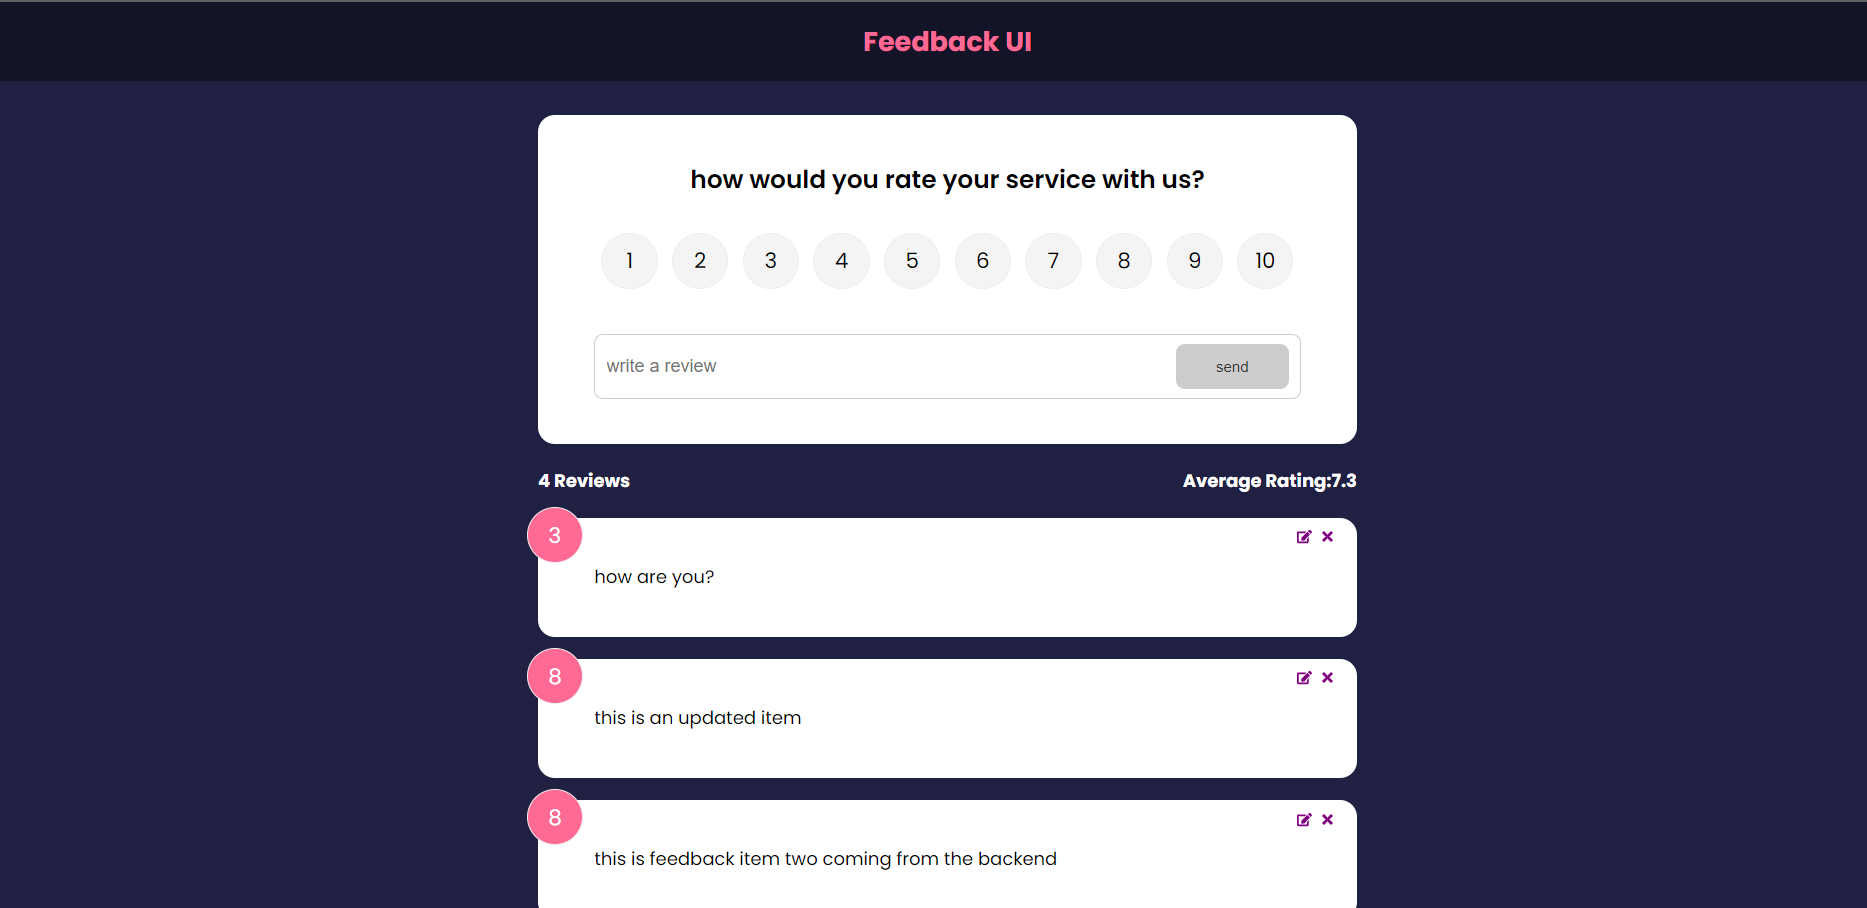 Feedback UI
how would you rate your service with us?
1 2 3 4 5 6 7 8 9 10
write a review send
4 Reviews Average Rating:7.3
3
how are you?
8
this is an updated item
8
this is feedback item two coming from the backend